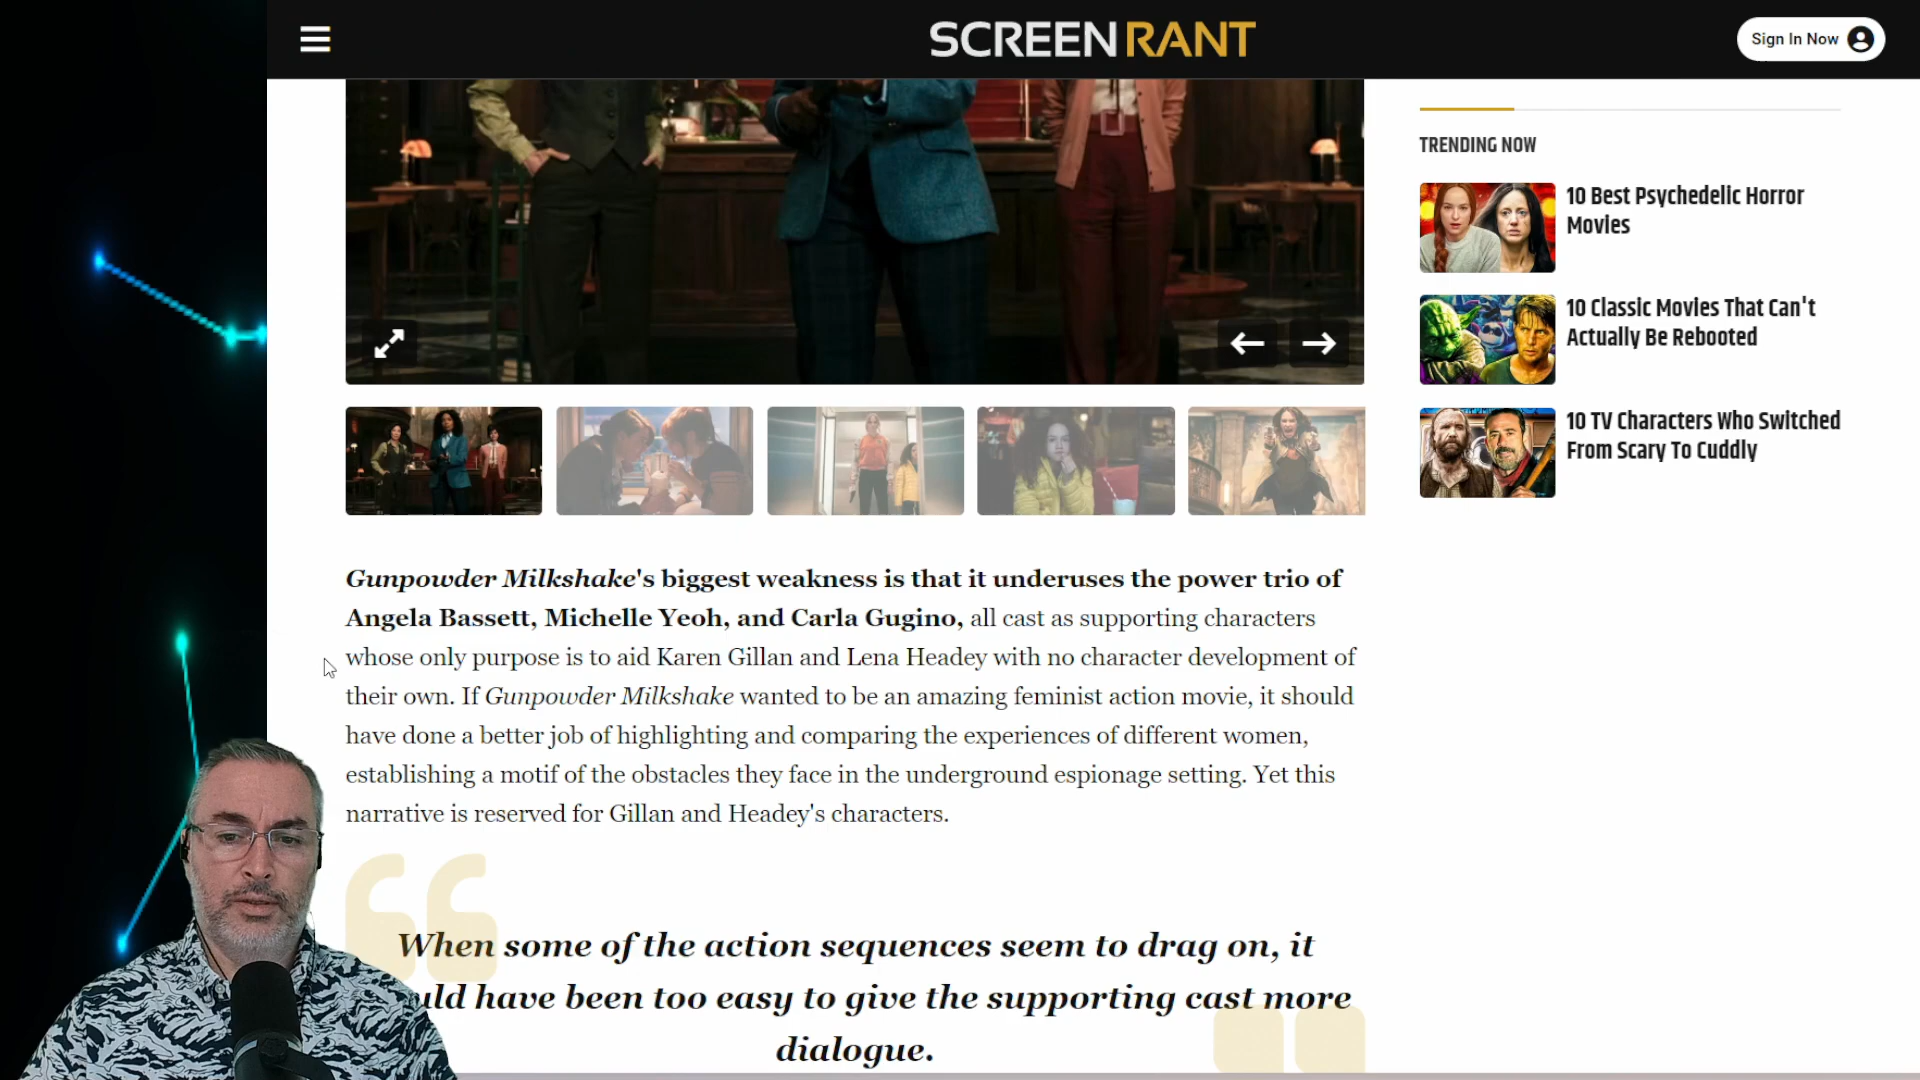 SCREENRANT
Sign In Now
TRENDING NOW
10 Best Psychedelic Horror
Movies
10 Classic Movies That Can't
Actually Be Rebooted
10 TV Characters Who Switched
From Scary To Cuddly
Gunpowder Milkshake's biggest weakness is that it underuses the power trio of
Angela Bassett, Michelle Yeoh, and Carla Gugino, all cast as supporting characters
whose only purpose is to aid Karen Gillan and Lena Headey with no character development of
their own. If Gunpowder Milkshake wanted to be an amazing feminist action movie, it should
have done a better job of highlighting and comparing the experiences of different women,
establishing a motif of the obstacles they face in the underground espionage setting. Yet this
narrative is reserved for Gillan and Headey's characters.
When some of the action sequences seem to drag on, it
have been too easy to give the supporting cast more
dialogue.